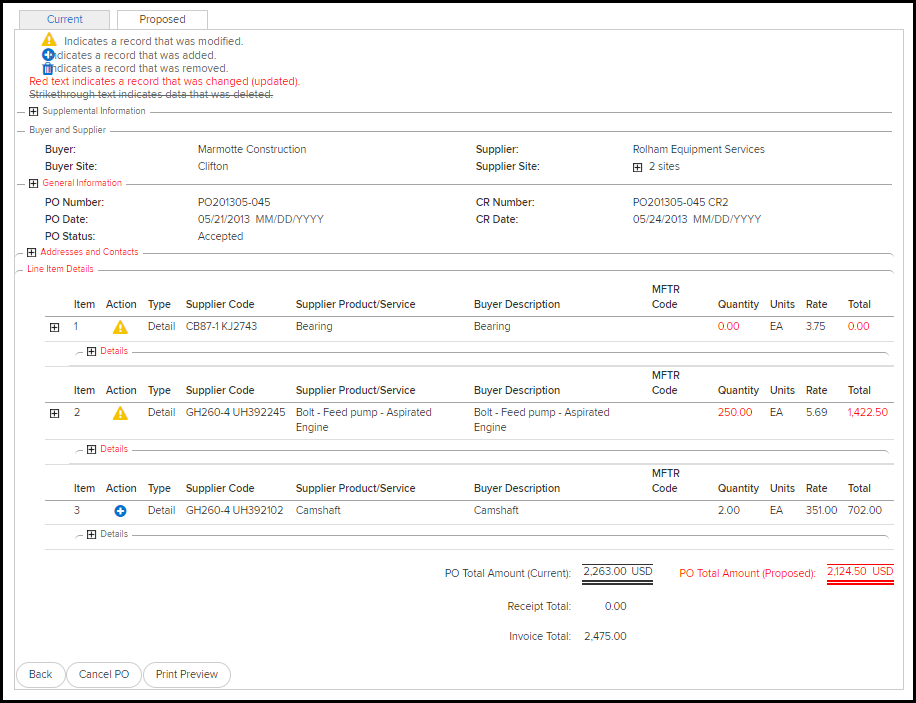 Current Proposed
Indicates a record that was modified.
ndicates a record that was added.
Indicates a record that was removed.
Red text indicates a record that was changed (updated).
Strikethrough text indicates data that was deleted.
Supplemental Information
Buyer and Supplier
Buyer: Marmotte Construction Supplier: Rolham Equipment Services
Buyer Site: Clifton Supplier Site: 2 sites
General Information
PO Number: PO201305-045 CR Number: PO201305-045 CR2
PO Date: 05/21/2013 MM/DD/YYYY CR Date: 05/24/2013 MM/DD/YYYY
PO Status: Accepted
Addresses and Contacts
Line Item Details
MFTR
Item Action Type Supplier Code Supplier Product/Service Buyer Description Code Quantity Units Rate Total
1 Detail CB87-1 KJ2743 Bearing Bearing 0.00 EA 3.75 0.00
Details
MFTR
Item Action Type Supplier Code Supplier Product/Service Buyer Description Code Quantity Units Rate Total
2 Detail GH260-4 UH392245 Bolt - Feed pump - Aspirated Bolt - Feed pump - Aspirated 250.00 EA 5.69 1,422.50
Engine Engine
Details
MFTR
Item Action Type Supplier Code Supplier Product/Service Buyer Description Code Quantity Units Rate Total
3 Detail GH260-4 UH392102 Camshaft Camshaft 2.00 EA 351.00 702.00
Details
PO Total Amount (Current): 2,263.00 USD PO Total Amount (Proposed): 2,124.50 USD
Receipt Total: 0.00
Invoice Total: 2,475.00
Back Cancel PO Print Preview